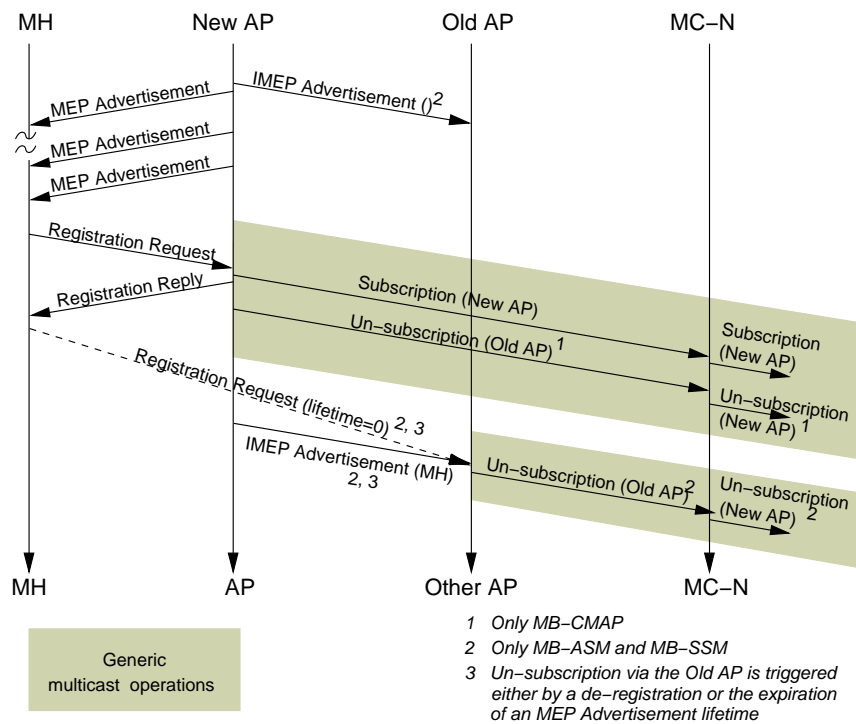 MH New AP Old AP MC−N
IMEP Advertisement ()2
MEP Advertisement
MEP Advertisement
MEP Advertisement
Registration Request
Registration Reply
Subscription (New AP)
Subscription
(New AP)
Un−subscription (Old AP)1
Un−subscription
(New AP) 1
Registration Request (lifetime=0) 2, 3
IMEP Advertisement (MH)
2, 3
Un−subscription (Old AP)2
Un−subscription
(New AP) 2
MH AP Other AP MC−N
Generic
multicast operations
1 Only MB−CMAP
2 Only MB−ASM and MB−SSM
3 Un−subscription via the Old AP is triggered
either by a de−registration or the expiration
of an MEP Advertisement lifetime